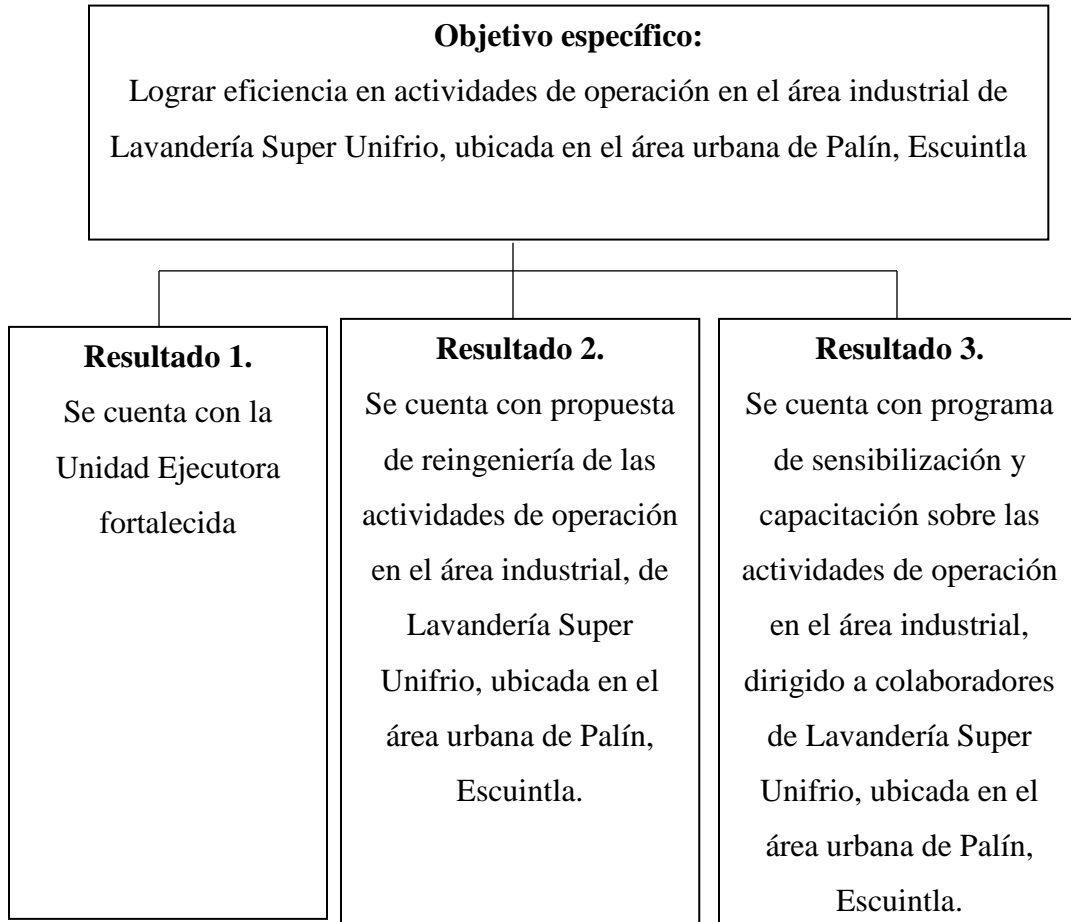 Objetivo específico:
Lograr eficiencia en actividades de operación en el área industrial de
Lavandería Super Unifrio, ubicada en el área urbana de Palín, Escuintla
Resultado 1.
Se cuenta con la
Unidad Ejecutora
fortalecida
Resultado 2.
Se cuenta con propuesta
de reingeniería de las
actividades de operación
en el área industrial, de
Lavandería Super
Unifrio, ubicada en el
área urbana de Palín,
Escuintla.
Resultado 3.
Se cuenta con programa
de sensibilización y
capacitación sobre las
actividades de operación
en el área industrial,
dirigido a colaboradores
de Lavandería Super
Unifrio, ubicada en el
área urbana de Palín,
Escuintla.